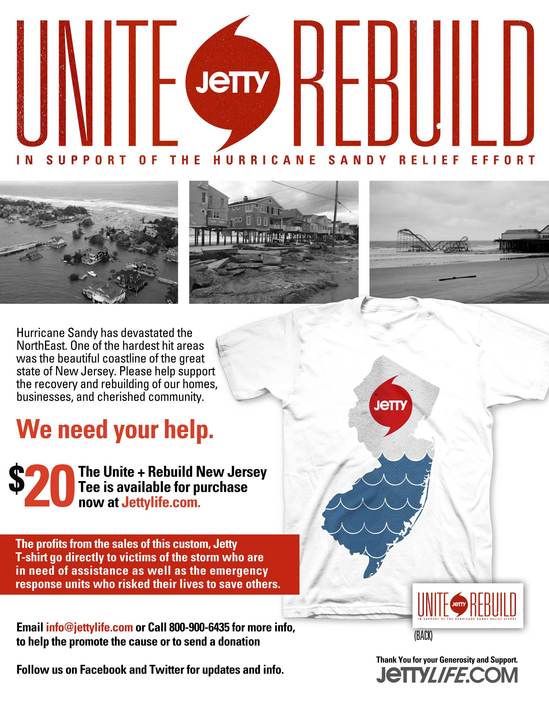 UNITE JETTY REBUILD
IN SUPPORT OF THE HURRICANE SANDY RELIEF EFFORT
Hurricane Sandy has devastated the
NorthEast. One of the hardest hit areas
was the beautiful coastline of the great
state of New Jersey. Please help support
the recovery and rebuilding of our homes,
businesses, and cherished community.
JETTY
We need your help.
$20
The Unite + Rebuild New Jersey
Tee is available for purchase
now at Jettylife.com.
The profits from the sales of this custom, Jetty
T-shirt go directly to victims of the storm who are
in need of assistance as well as the emergency
response units who risked their lives to save others.
UNITE JETTY REBUILD
IN SUPPORT OF THE HURRICANE SANDY RELIEF EFFORT
(BACK)
Email info@jettylife.com or Call 800-900-6435 for more info,
to help the promote the cause or to send a donation
Follow us on Facebook and Twitter for updates and info.
Thank You for your Generosity and Support.
JETTYLIFE.COM